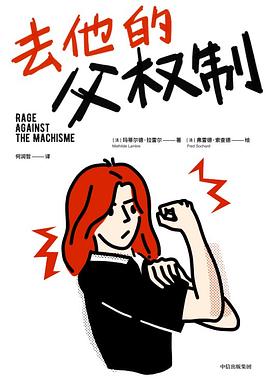 去他的
父权制
RAGE
AGAINST
THE MACHISME
[法]玛蒂尔德·拉雷尔——著
Mathilde Larrère
[法]弗雷德·索查德——绘
Fred Sochard
何润哲——译
中信出版集团